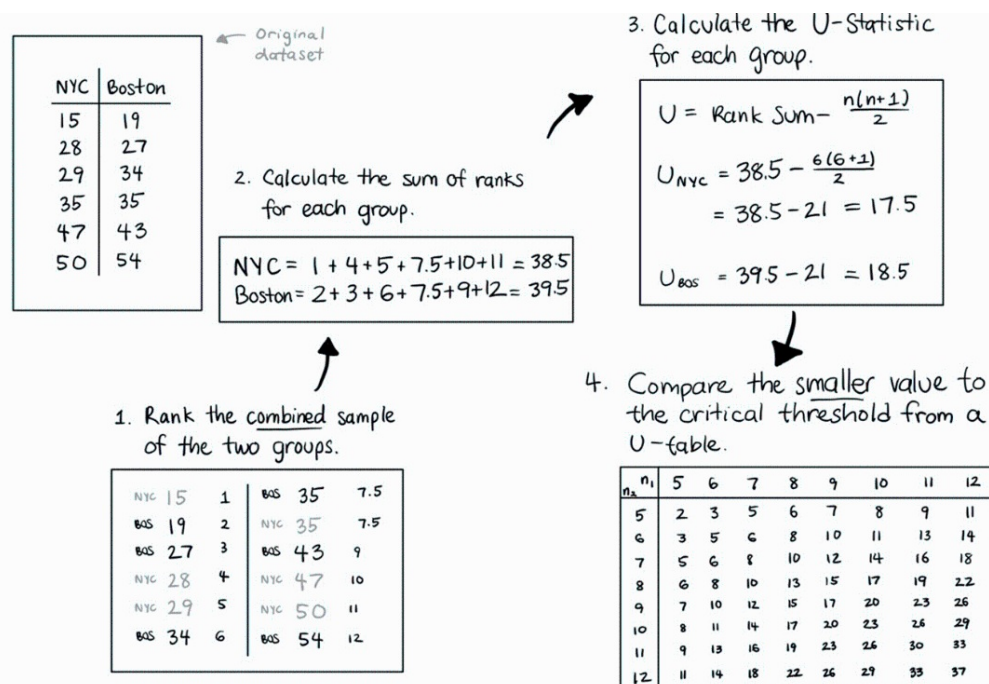 Original
dataset
NYC Boston
15 19
28 27
29 34
35 35
47 43
50 54
1. Rank the combined sample
of the two groups.
NYC 15 1 BOS 35 7.5
BOS 19 2 NYC 35 7.5
BOS 27 3 BOS 43 9
NYC 28 4 NYC 47 10
NYC 29 5 NYC 50 11
BOS 34 6 BOS 54 12
2. Calculate the sum of ranks
for each group.
NYC = 1 + 4 + 5 + 7.5 + 10 + 11 = 38.5
Boston = 2 + 3 + 6 + 7.5 + 9 + 12 = 39.5
3. Calculate the U-Statistic
for each group.
U = Rank Sum - n(n+1)/2
U_NYC = 38.5 - 6(6+1)/2
= 38.5 - 21 = 17.5
U_BOS = 39.5 - 21 = 18.5
4. Compare the smaller value to
the critical threshold from a
U-table.
n₂ n₁ 5 6 7 8 9 10 11 12
5 2 3 5 6 7 8 9 11
6 3 5 6 8 10 11 13 14
7 5 6 8 10 12 14 16 18
8 6 8 10 13 15 17 19 22
9 7 10 12 15 17 20 23 26
10 8 11 14 17 20 23 26 29
11 9 13 16 19 23 26 30 33
12 11 14 18 22 26 29 33 37